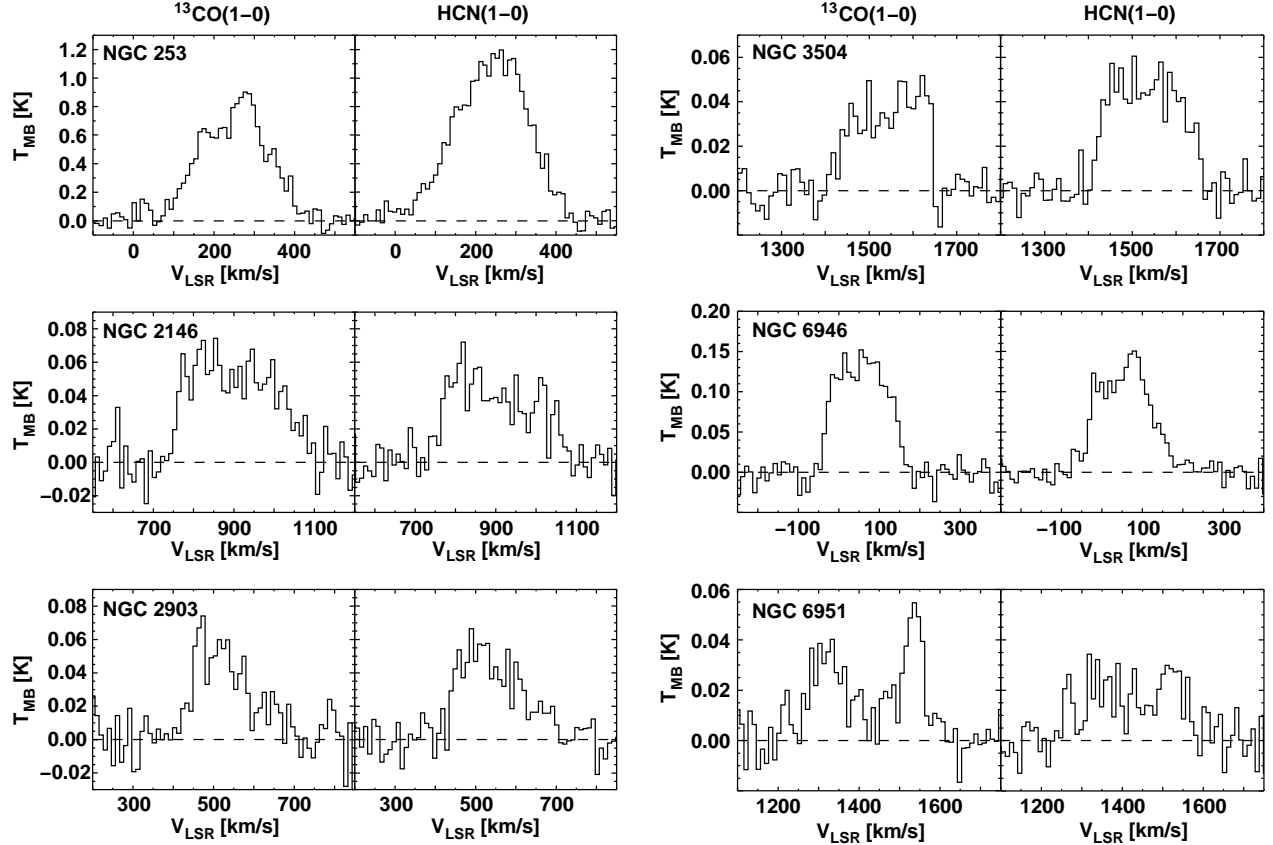 ¹³CO(1−0) HCN(1−0)
NGC 253
1.2
1.0
0.8
0.6
0.4
0.2
0.0
T_MB [K]
0 200 400 0 200 400
V_LSR [km/s] V_LSR [km/s]
NGC 2146
0.08
0.06
0.04
0.02
0.00
−0.02
T_MB [K]
700 900 1100 700 900 1100
V_LSR [km/s] V_LSR [km/s]
NGC 2903
0.08
0.06
0.04
0.02
0.00
−0.02
T_MB [K]
300 500 700 300 500 700
V_LSR [km/s] V_LSR [km/s]
¹³CO(1−0) HCN(1−0)
NGC 3504
0.06
0.04
0.02
0.00
T_MB [K]
1300 1500 1700 1300 1500 1700
V_LSR [km/s] V_LSR [km/s]
NGC 6946
0.20
0.15
0.10
0.05
0.00
T_MB [K]
−100 100 300 −100 100 300
V_LSR [km/s] V_LSR [km/s]
NGC 6951
0.06
0.04
0.02
0.00
T_MB [K]
1200 1400 1600 1200 1400 1600
V_LSR [km/s] V_LSR [km/s]